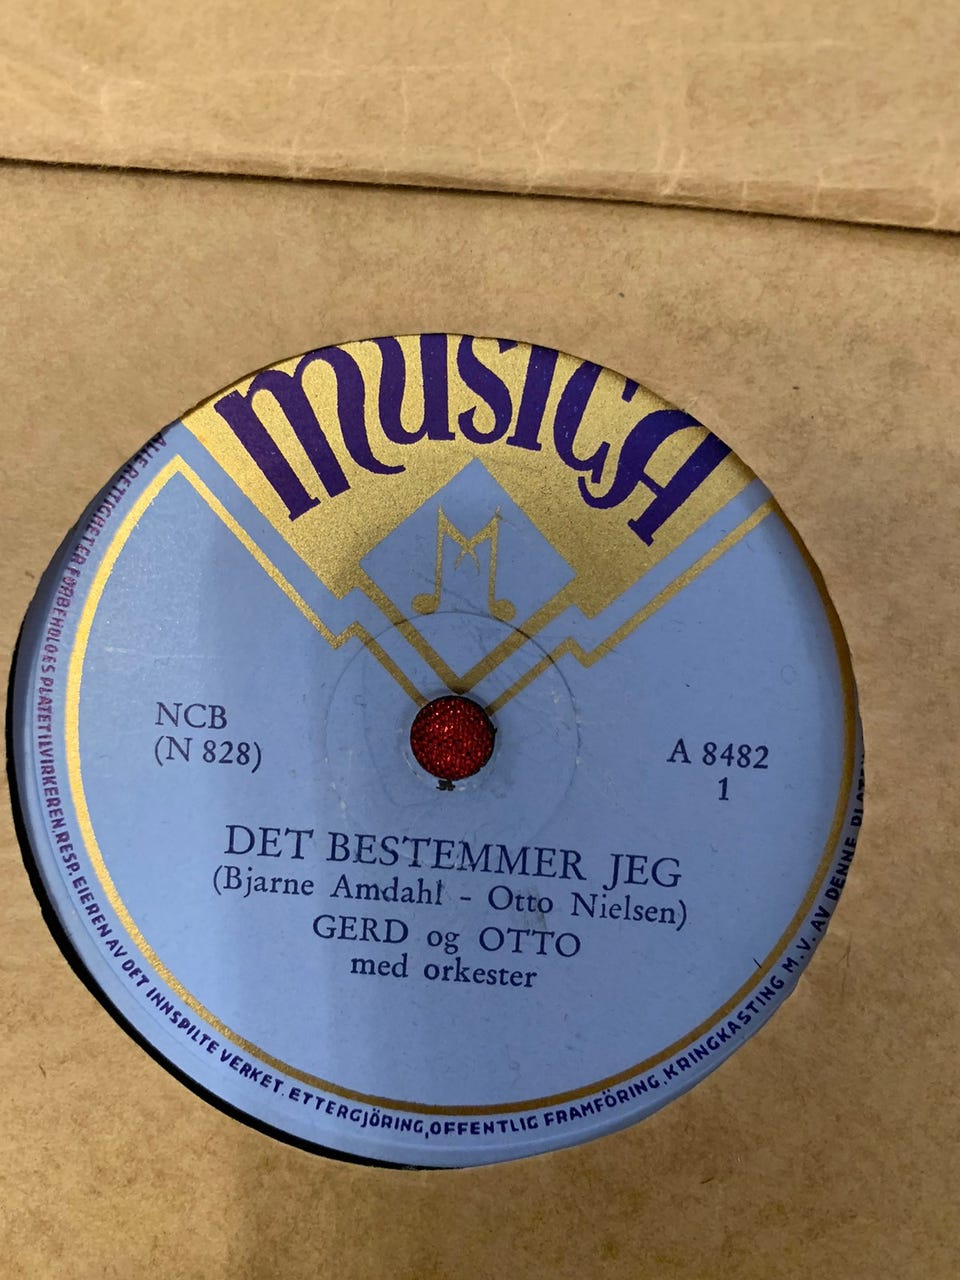 MUSICA
NCB
(N 828)
A 8482
1
DET BESTEMMER JEG
(Bjarne Amdahl - Otto Nielsen)
GERD og OTTO
med orkester
ALLE RETTIGHETER FORBEHOLDES PLATETILVIRKEREN, RESP. EIEREN AV DET INNSPILTE VERKET. ETTERGJÖRING, OFFENTLIG FRAMFÖRING, KRINGKASTING M.V. AV DENNE